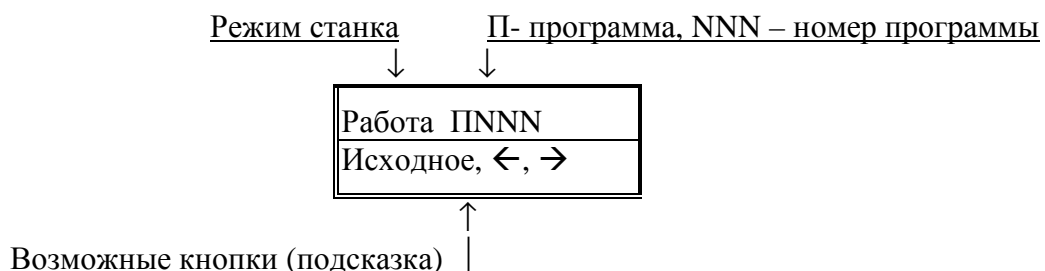 Режим станка П- программа, NNN – номер программы
↓ ↓
Работа ПNNN
Исходное, ←, →
↑
Возможные кнопки (подсказка)